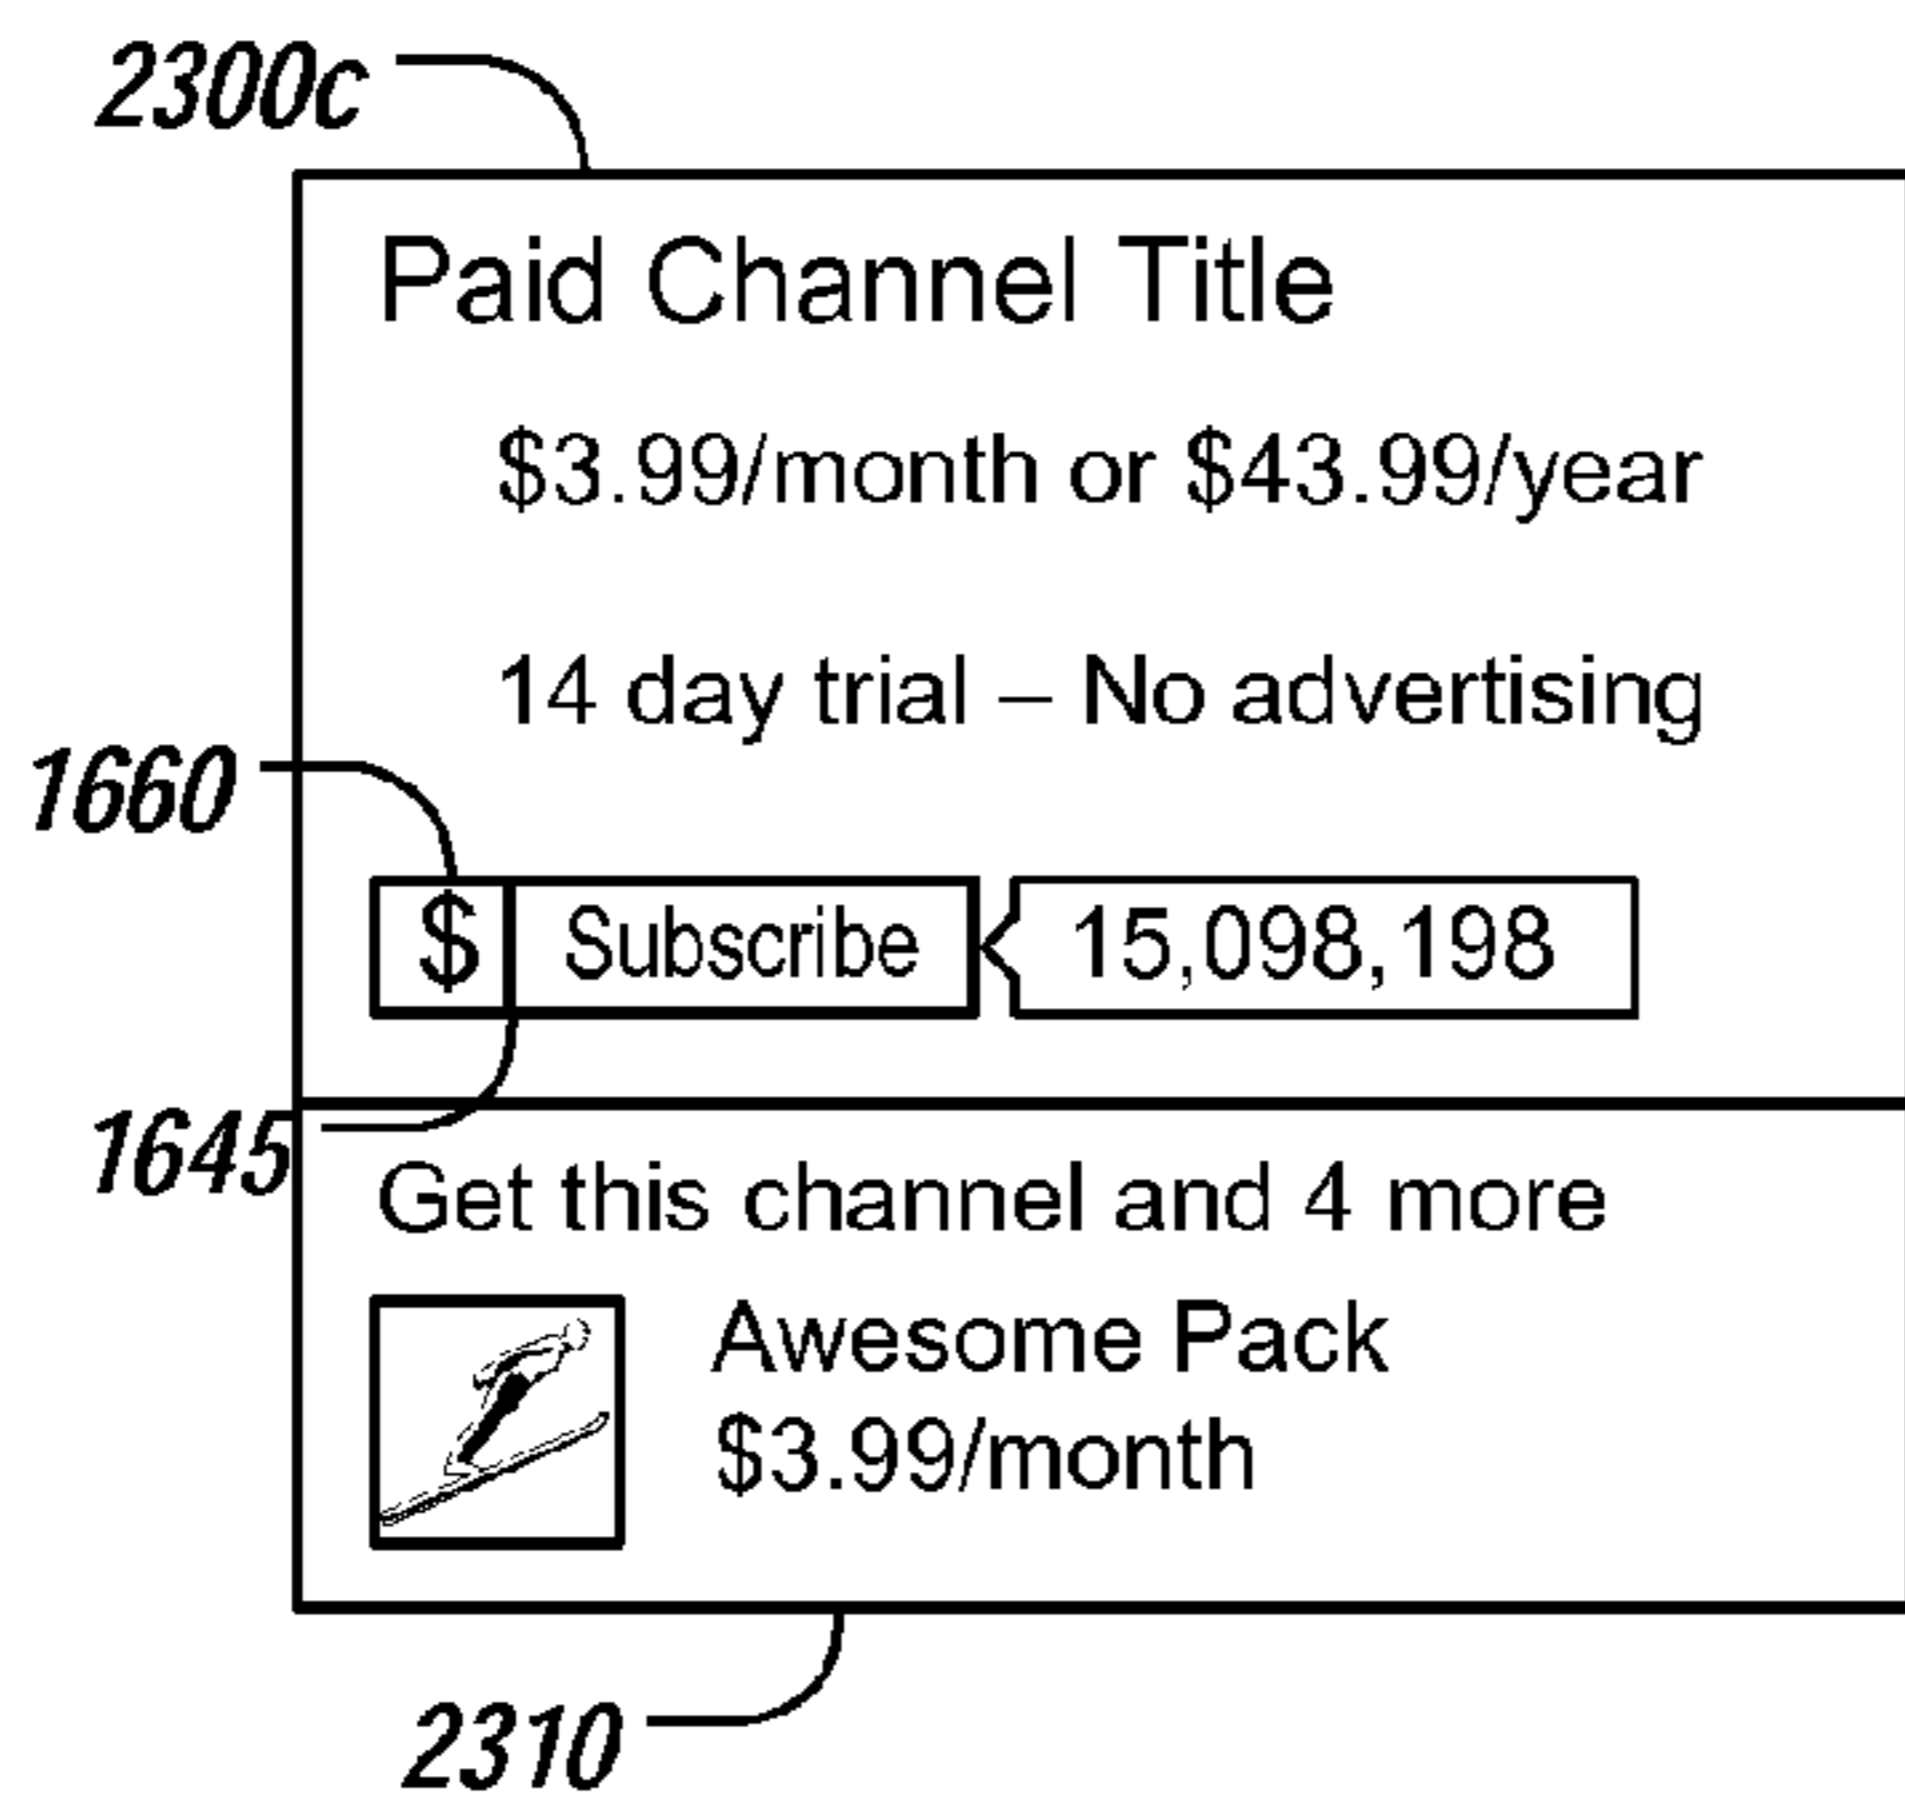 2300c
Paid Channel Title
$3.99/month or $43.99/year
14 day trial – No advertising
1660
$ Subscribe 15,098,198
1645
Get this channel and 4 more
Awesome Pack
$3.99/month
2310